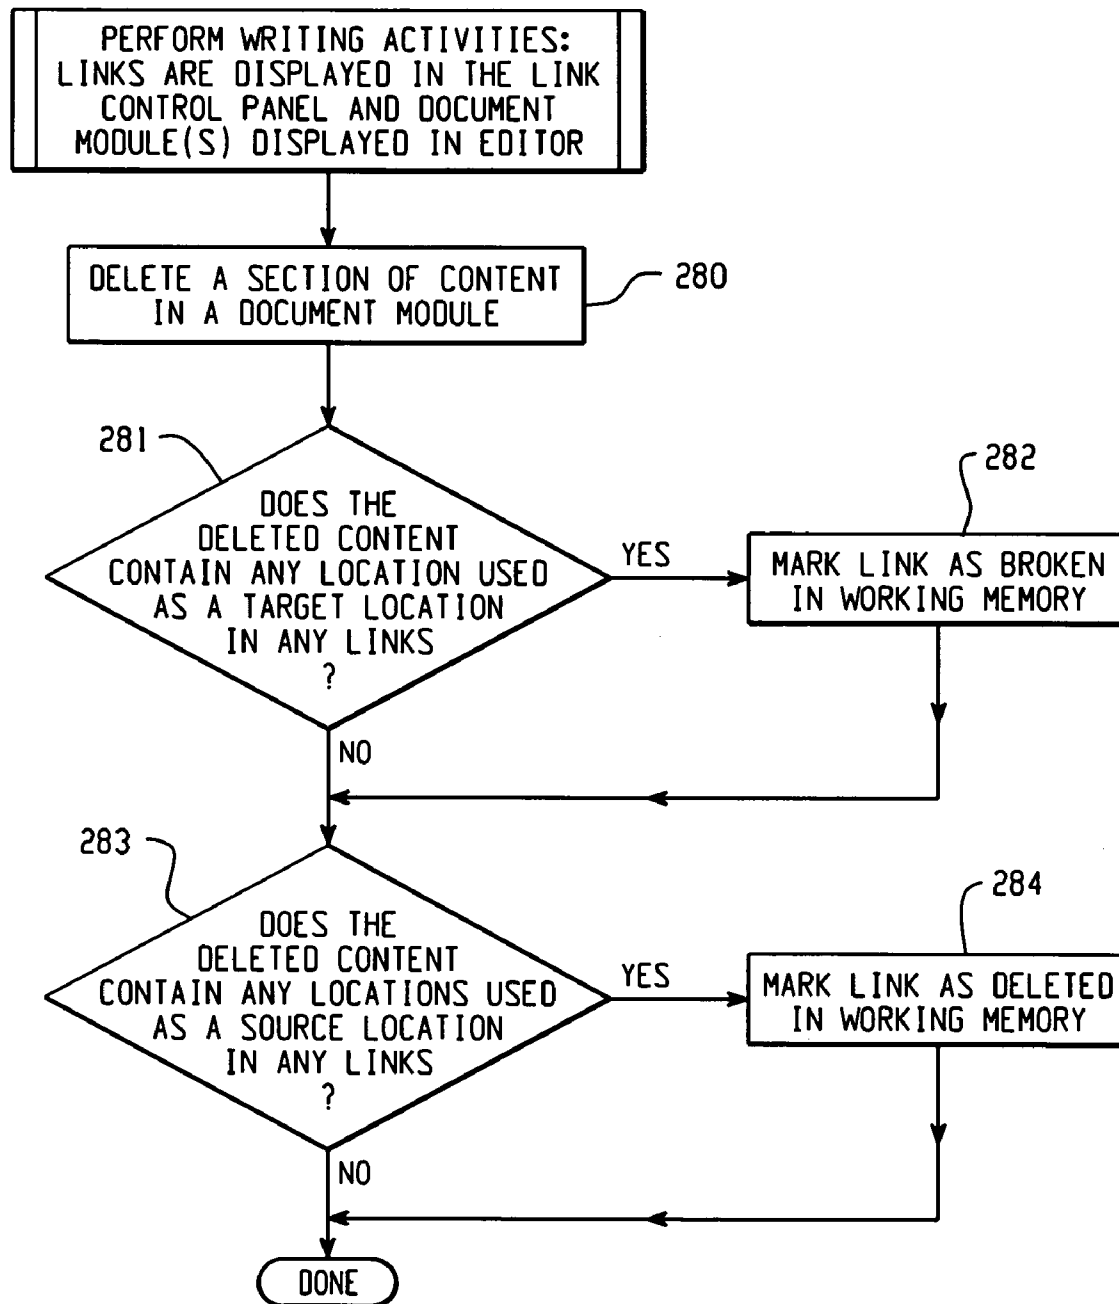 PERFORM WRITING ACTIVITIES:
LINKS ARE DISPLAYED IN THE LINK
CONTROL PANEL AND DOCUMENT
MODULE(S) DISPLAYED IN EDITOR
DELETE A SECTION OF CONTENT
IN A DOCUMENT MODULE
280
281
DOES THE
DELETED CONTENT
CONTAIN ANY LOCATION USED
AS A TARGET LOCATION
IN ANY LINKS
?
YES
282
MARK LINK AS BROKEN
IN WORKING MEMORY
NO
283
DOES THE
DELETED CONTENT
CONTAIN ANY LOCATIONS USED
AS A SOURCE LOCATION
IN ANY LINKS
?
YES
284
MARK LINK AS DELETED
IN WORKING MEMORY
NO
DONE